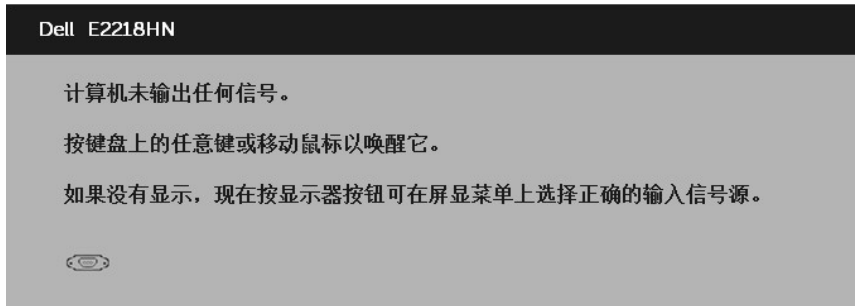 Dell E2218HN
计算机未输出任何信号。
按键盘上的任意键或移动鼠标以唤醒它。
如果没有显示，现在按显示器按钮可在屏显菜单上选择正确的输入信号源。